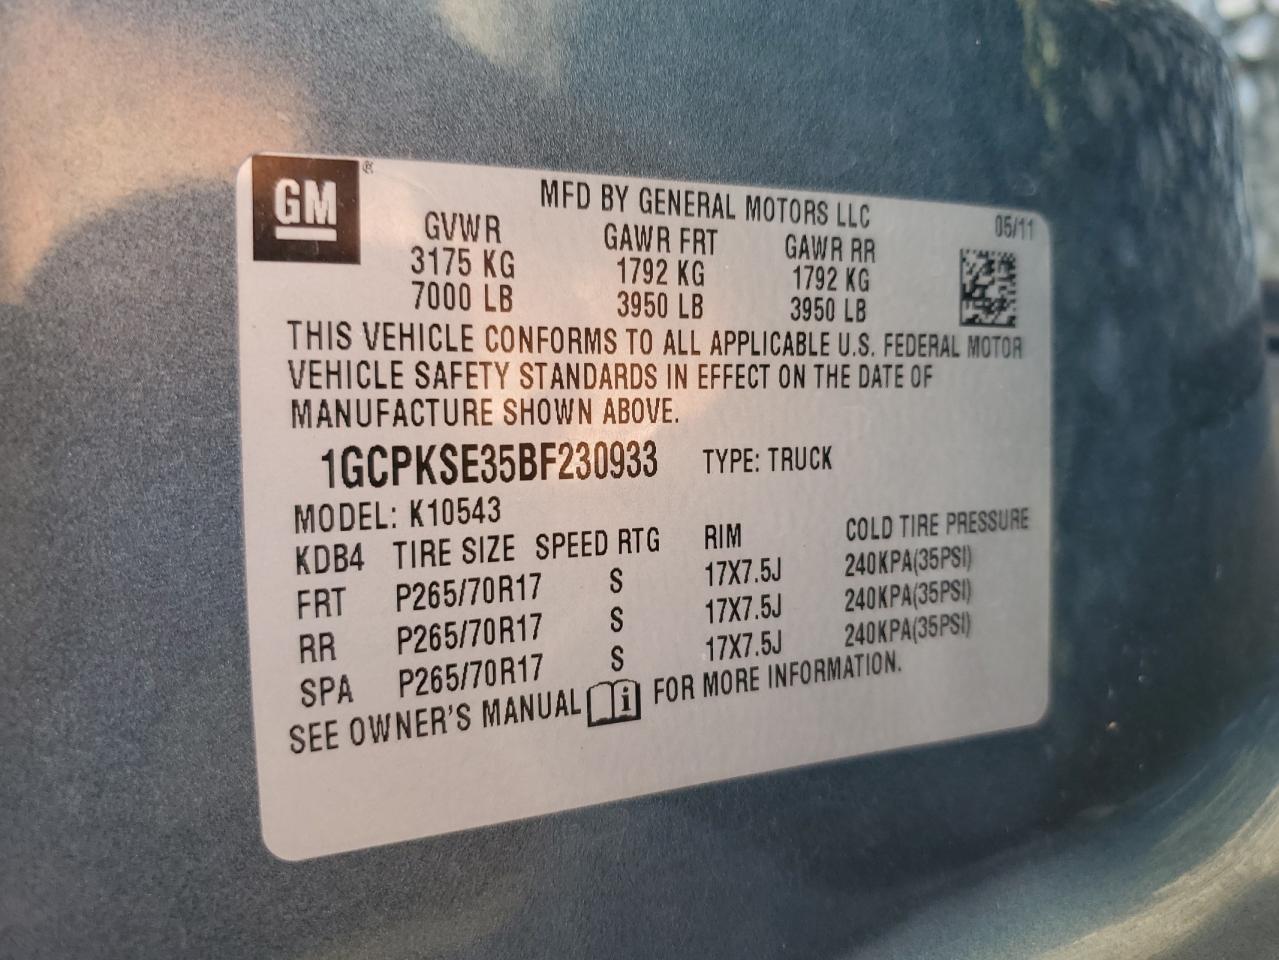 GM ®
MFD BY GENERAL MOTORS LLC
05/11
GVWR GAWR FRT GAWR RR
3175 KG 1792 KG 1792 KG
7000 LB 3950 LB 3950 LB
THIS VEHICLE CONFORMS TO ALL APPLICABLE U.S. FEDERAL MOTOR
VEHICLE SAFETY STANDARDS IN EFFECT ON THE DATE OF
MANUFACTURE SHOWN ABOVE.
1GCPKSE35BF230933 TYPE: TRUCK
MODEL: K10543
KDB4 TIRE SIZE SPEED RTG RIM COLD TIRE PRESSURE
FRT P265/70R17 S 17X7.5J 240KPA(35PSI)
RR P265/70R17 S 17X7.5J 240KPA(35PSI)
SPA P265/70R17 S 17X7.5J 240KPA(35PSI)
SEE OWNER'S MANUAL i FOR MORE INFORMATION.